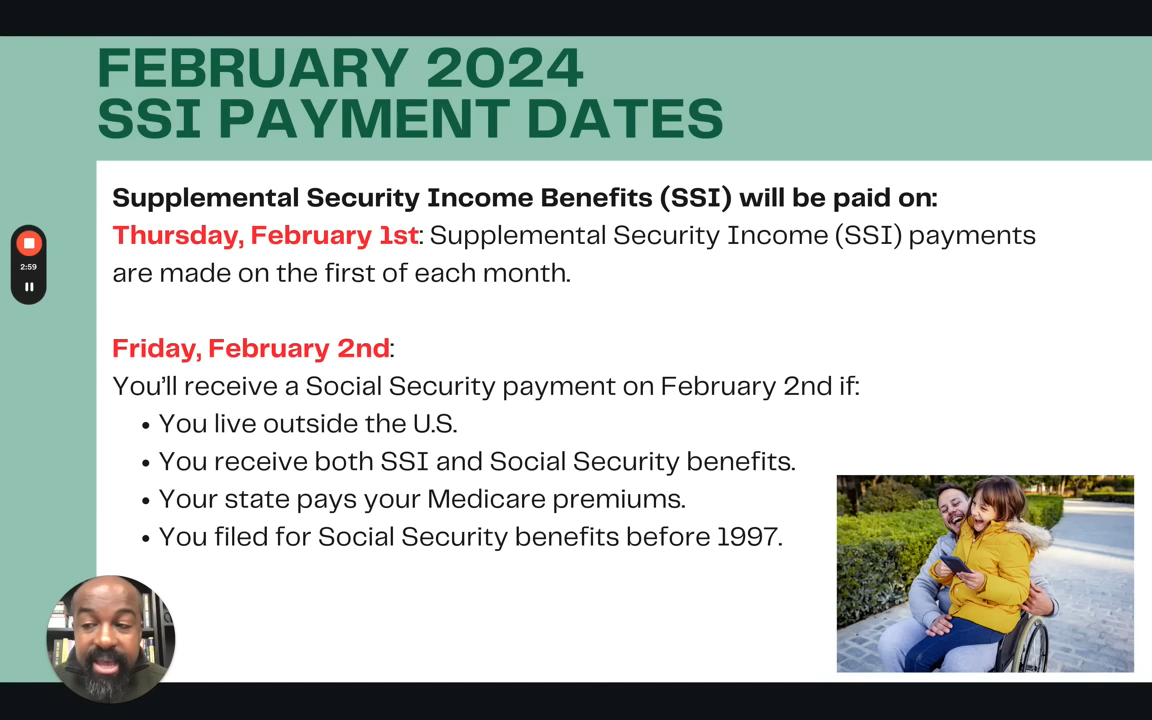 FEBRUARY 2024
SSI PAYMENT DATES
Supplemental Security Income Benefits (SSI) will be paid on:
Thursday, February 1st: Supplemental Security Income (SSI) payments
are made on the first of each month.
2:59
Friday, February 2nd:
You’ll receive a Social Security payment on February 2nd if:
• You live outside the U.S.
• You receive both SSI and Social Security benefits.
• Your state pays your Medicare premiums.
• You filed for Social Security benefits before 1997.